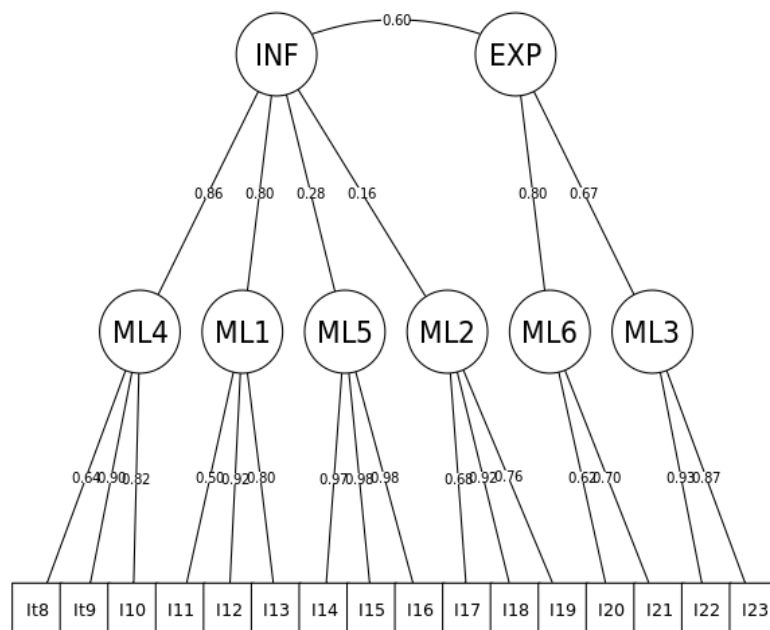 0.60
INF EXP
0.86 0.80 0.28 0.16 0.80 0.67
ML4 ML1 ML5 ML2 ML6 ML3
0.64 0.90 0.82 0.50 0.92 0.80 0.97 0.98 0.98 0.68 0.92 0.76 0.62 0.70 0.93 0.87
It8 It9 I10 I11 I12 I13 I14 I15 I16 I17 I18 I19 I20 I21 I22 I23